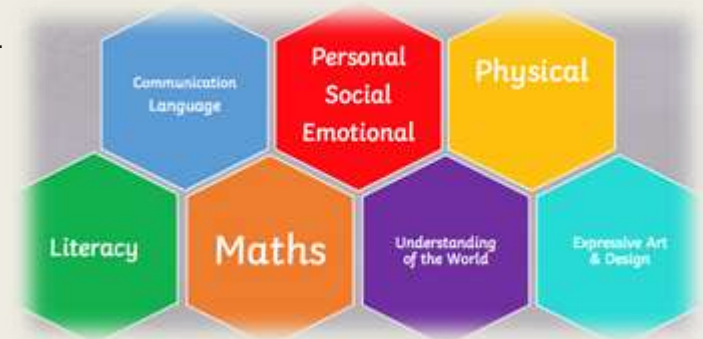 Communication
Language
Personal
Social
Emotional
Physical
Literacy
Maths
Understanding
of the World
Expressive Art
& Design